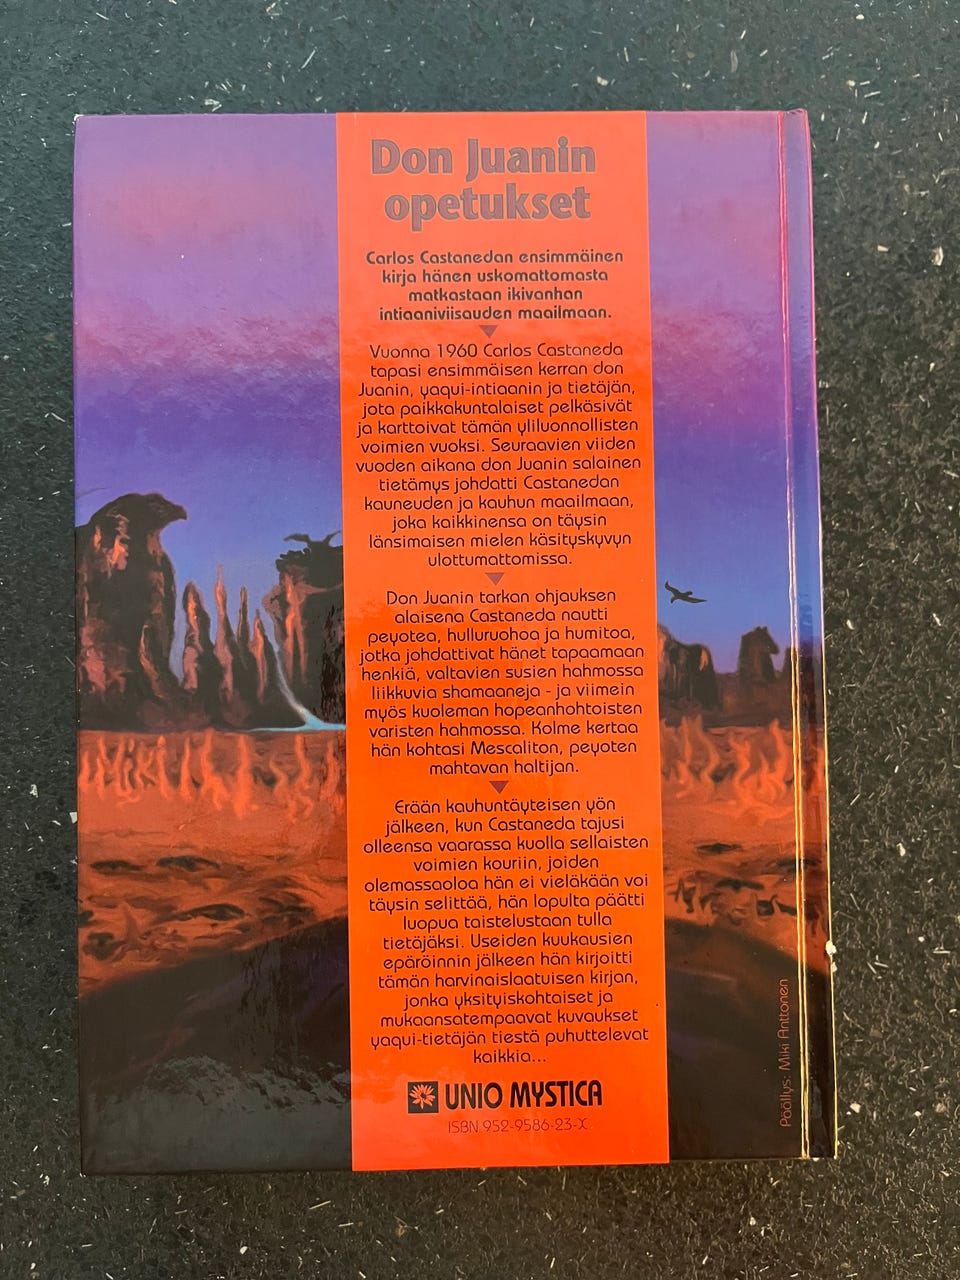 Don Juanin
opetukset
Carlos Castanedan ensimmäinen
kirja hänen uskomattomasta
matkastaan ikivanhan
intiaaniviisauden maailmaan.
Vuonna 1960 Carlos Castaneda
tapasi ensimmäisen kerran don
Juanin, yaqui-intiaanin ja tietäjän,
jota paikkakuntalaiset pelkäsivät
ja karttoivat tämän yliluonnollisten
voimien vuoksi. Seuraavien viiden
vuoden aikana don Juanin salainen
tietämys johdatti Castanedan
kauneuden ja kauhun maailmaan,
joka kaikkinensa on täysin
länsimaisen mielen käsityskyvyn
ulottumattomissa.
Don Juanin tarkan ohjauksen
alaisena Castaneda nautti
peyotea, hulluruohoa ja humitoa,
jotka johdattivat hänet tapaamaan
henkiä, valtavien susien hahmossa
liikkuvia shamaaneja - ja viimein
myös kuoleman hopeanhohtoisten
varisten hahmossa. Kolme kertaa
hän kohtasi Mescaliton, peyoten
mahtavan haltijan.
Erään kauhuntäyteisen yön
jälkeen, kun Castaneda tajusi
olleensa vaarassa kuolla sellaisten
voimien kouriin, joiden
olemassaoloa hän ei vieläkään voi
täysin selittää, hän lopulta päätti
luopua taistelustaan tulla
tietäjäksi. Useiden kuukausien
epäröinnin jälkeen hän kirjoitti
tämän harvinaislaatuisen kirjan,
jonka yksityiskohtaiset ja
mukaansatempaavat kuvaukset
yaqui-tietäjän tiestä puhuttelevat
kaikkia...
UNIO MYSTICA
ISBN 952-9586-23-X
Päällys: Miki Anttonen
Miki